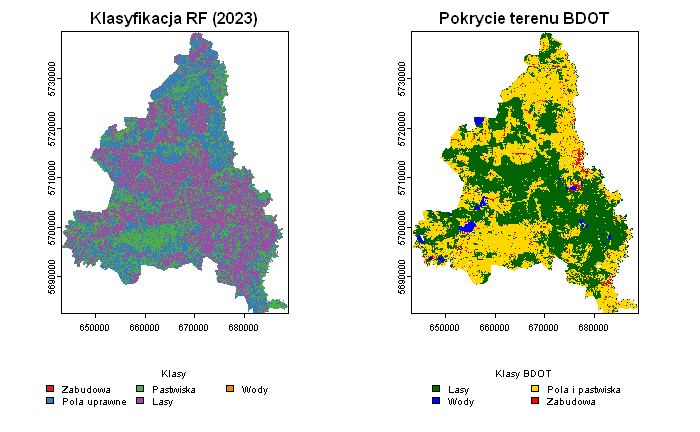 Klasyfikacja RF (2023)
Pokrycie terenu BDOT
5730000
5720000
5710000
5700000
5690000
650000 660000 670000 680000
5730000
5720000
5710000
5700000
5690000
650000 660000 670000 680000
Klasy
Zabudowa Pastwiska Wody
Pola uprawne Lasy
Klasy BDOT
Lasy Pola i pastwiska
Wody Zabudowa